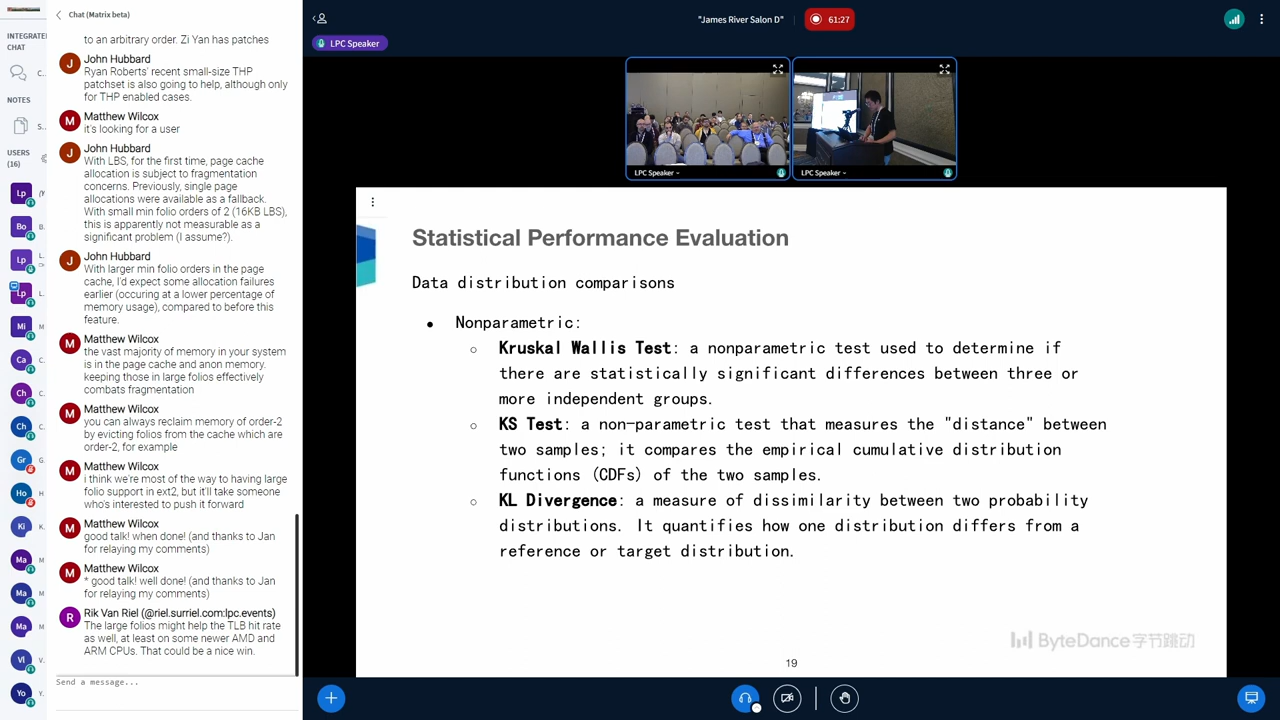 Chat (Matrix beta)
INTEGRATE
CHAT
C.
NOTES
S..
USERS
(16)
to an arbitrary order. Zi Yan has patches
J
John Hubbard
Ryan Roberts' recent small-size THP
patchset is also going to help, although only
for THP enabled cases.
M
Matthew Wilcox
it's looking for a user
J
John Hubbard
With LBS, for the first time, page cache
allocation is subject to fragmentation
concerns. Previously, single page
allocations were available as a fallback.
With small min folio orders of 2 (16KB LBS),
this is apparently not measurable as a
significant problem (I assume?).
J
John Hubbard
With larger min folio orders in the page
cache, I'd expect some allocation failures
earlier (occuring at a lower percentage of
memory usage), compared to before this
feature.
M
Matthew Wilcox
the vast majority of memory in your system
is in the page cache and anon memory.
keeping those in large folios effectively
combats fragmentation
M
Matthew Wilcox
you can always reclaim memory of order-2
by evicting folios from the cache which are
order-2, for example
M
Matthew Wilcox
i think we're most of the way to having large
folio support in ext2, but it'll take someone
who's interested to push it forward
M
Matthew Wilcox
good talk! when done! (and thanks to Jan
for relaying my comments)
M
Matthew Wilcox
* good talk! well done! (and thanks to Jan
for relaying my comments)
R
Rik Van Riel (@riel.surriel.com:lpc.events)
The large folios might help the TLB hit rate
as well, at least on some newer AMD and
ARM CPUs. That could be a nice win.
Send a message...
Lp
Bo
Lp
Lp
Mi
Ca
Ch
Ch
Gr
Ho
Ki
Ma
Ma
Ma
Vl
Yo
"James River Salon D"
61:27
LPC Speaker
LPC Speaker
LPC Speaker
Statistical Performance Evaluation
Data distribution comparisons
• Nonparametric:
○ Kruskal Wallis Test: a nonparametric test used to determine if
there are statistically significant differences between three or
more independent groups.
○ KS Test: a non-parametric test that measures the "distance" between
two samples; it compares the empirical cumulative distribution
functions (CDFs) of the two samples.
○ KL Divergence: a measure of dissimilarity between two probability
distributions. It quantifies how one distribution differs from a
reference or target distribution.
ByteDance字节跳动
19